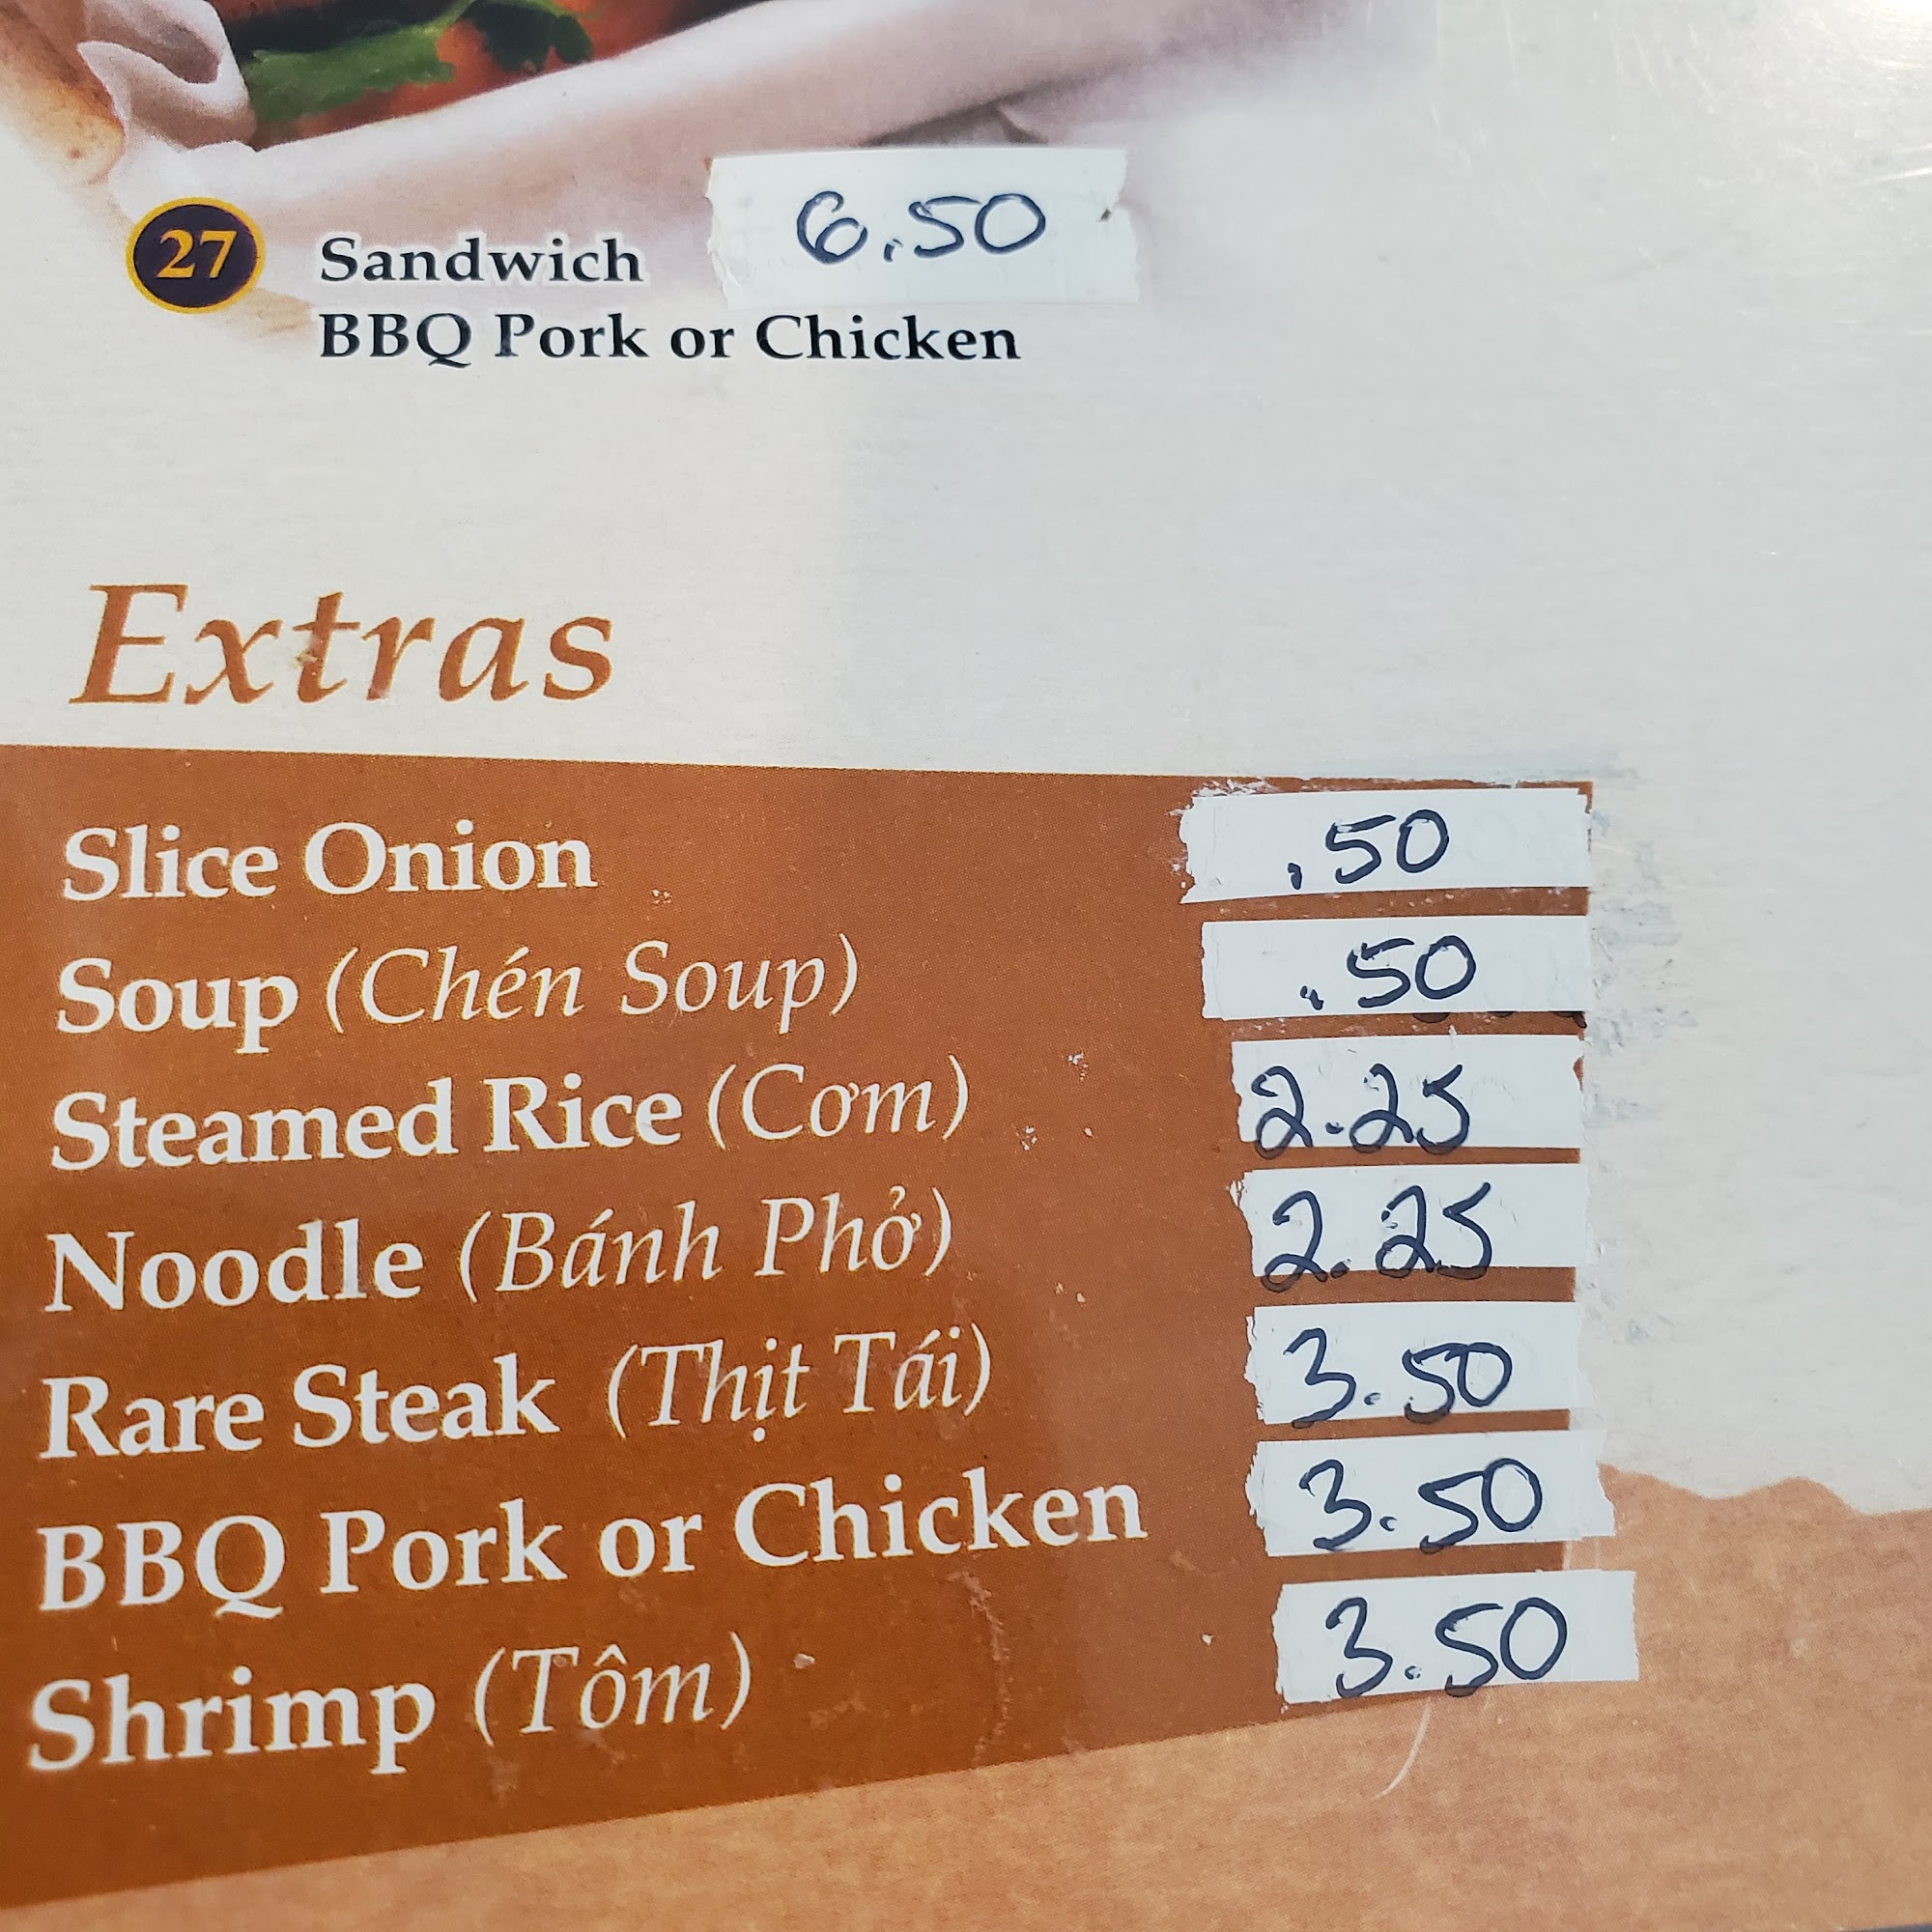 27 Sandwich 6.50
BBQ Pork or Chicken
Extras
Slice Onion .50
Soup (Chén Soup) .50
Steamed Rice (Cơm) 2.25
Noodle (Bánh Phở) 2.25
Rare Steak (Thịt Tái) 3.50
BBQ Pork or Chicken 3.50
Shrimp (Tôm) 3.50